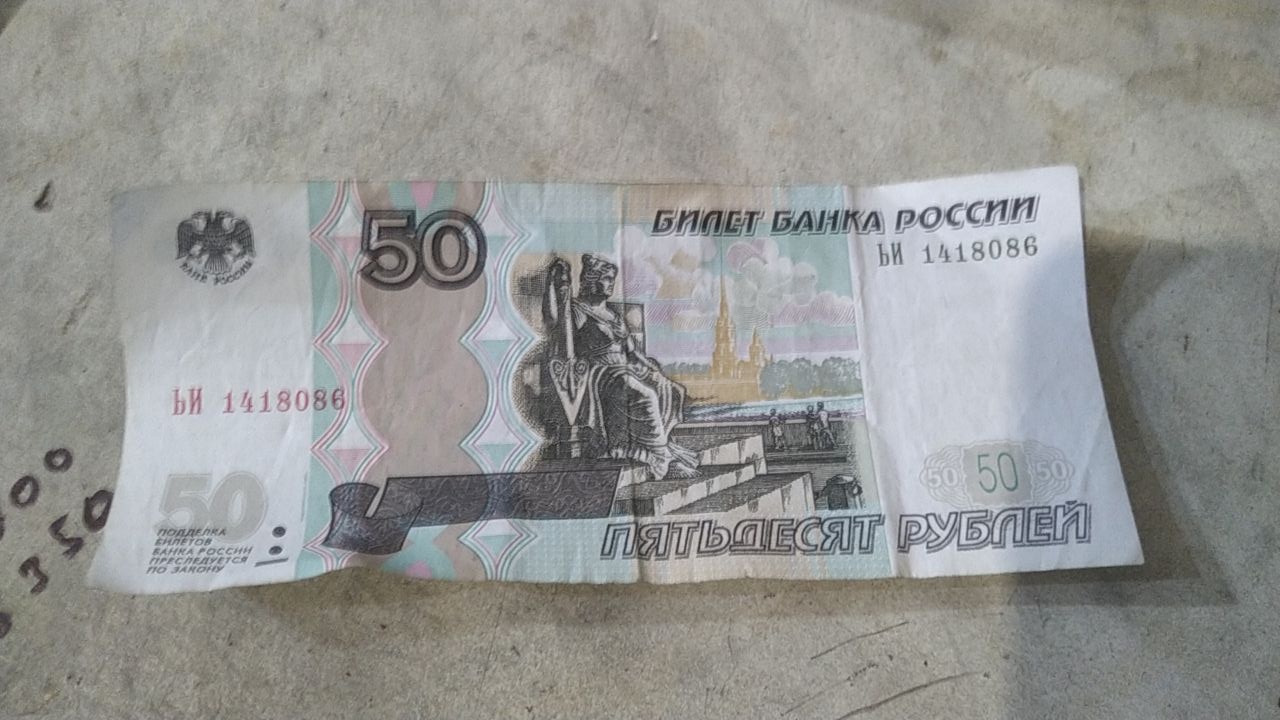 БИЛЕТ БАНКА РОССИИ
50
БАНК РОССИИ
ЬИ 1418086
ЬИ 1418086
50
50 50 50
ПЯТЬДЕСЯТ РУБЛЕЙ
ПОДДЕЛКА
БИЛЕТОВ
БАНКА РОССИИ
ПРЕСЛЕДУЕТСЯ
ПО ЗАКОНУ
350